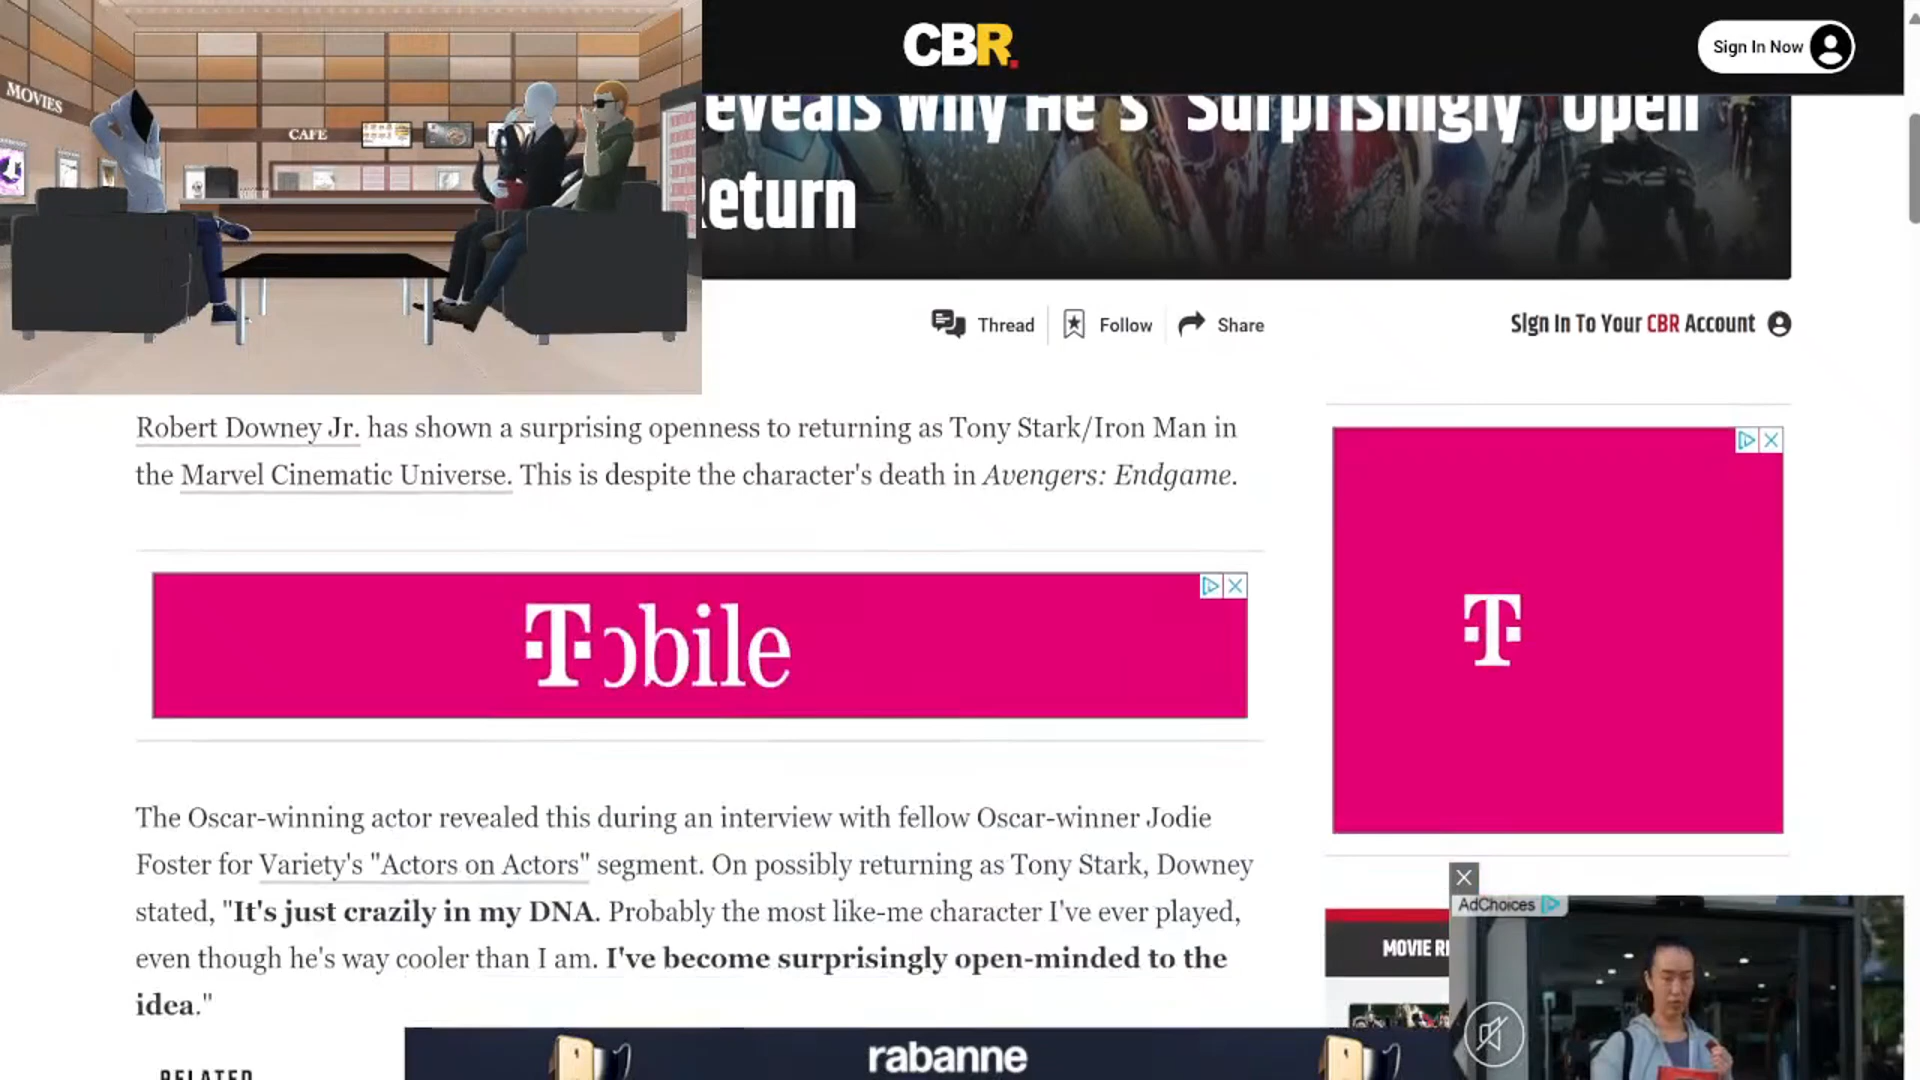 MOVIES
CAFE
CBR.
Sign In Now
eveals Why He's "Surprisingly" Open
Return
Thread
Follow
Share
Sign In To Your CBR Account
Robert Downey Jr. has shown a surprising openness to returning as Tony Stark/Iron Man in
the Marvel Cinematic Universe. This is despite the character's death in Avengers: Endgame.
T obile
T
The Oscar-winning actor revealed this during an interview with fellow Oscar-winner Jodie
Foster for Variety's "Actors on Actors" segment. On possibly returning as Tony Stark, Downey
stated, "It's just crazily in my DNA. Probably the most like-me character I've ever played,
even though he's way cooler than I am. I've become surprisingly open-minded to the
idea."
AdChoices
MOVIE RE
rabanne
RELATED